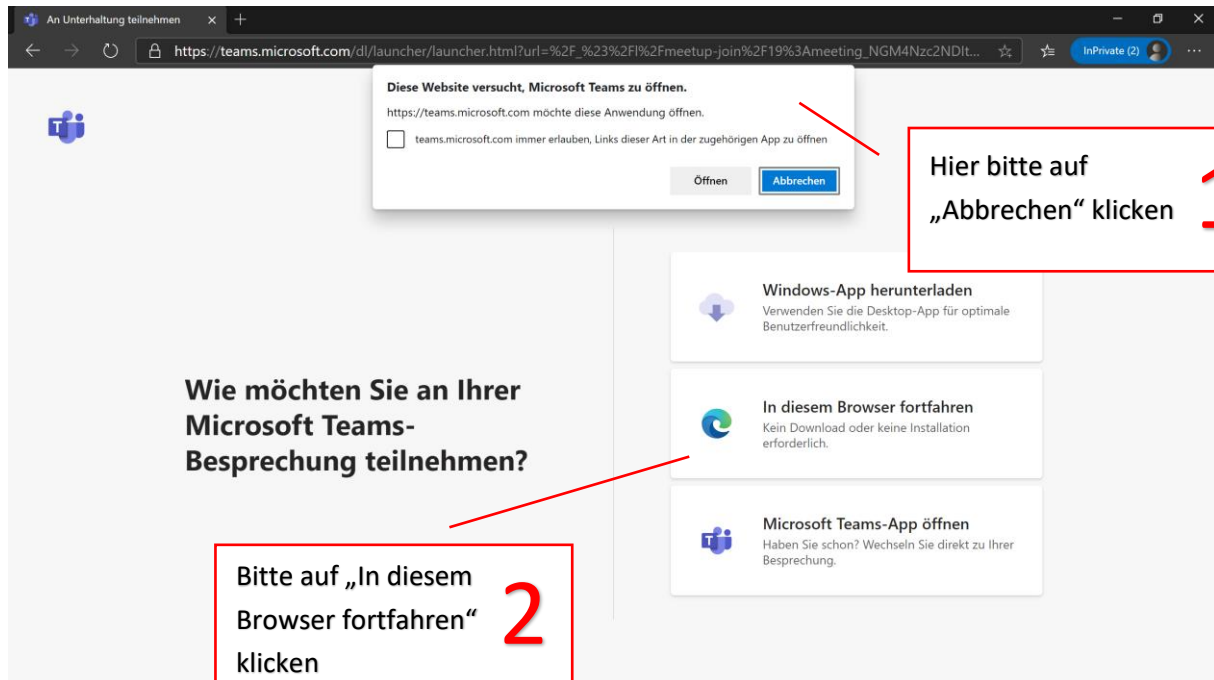 An Unterhaltung teilnehmen
https://teams.microsoft.com/dl/launcher/launcher.html?url=%2F_%23%2Fl%2Fmeetup-join%2F19%3Ameeting_NGM4Nzc2NDIt...
InPrivate (2)
Diese Website versucht, Microsoft Teams zu öffnen.
https://teams.microsoft.com möchte diese Anwendung öffnen.
teams.microsoft.com immer erlauben, Links dieser Art in der zugehörigen App zu öffnen
Öffnen Abbrechen
Hier bitte auf
„Abbrechen“ klicken
1
Windows-App herunterladen
Verwenden Sie die Desktop-App für optimale
Benutzerfreundlichkeit.
Wie möchten Sie an Ihrer
Microsoft Teams-
Besprechung teilnehmen?
In diesem Browser fortfahren
Kein Download oder keine Installation
erforderlich.
Microsoft Teams-App öffnen
Haben Sie schon? Wechseln Sie direkt zu Ihrer
Besprechung.
Bitte auf „In diesem
Browser fortfahren“
klicken
2